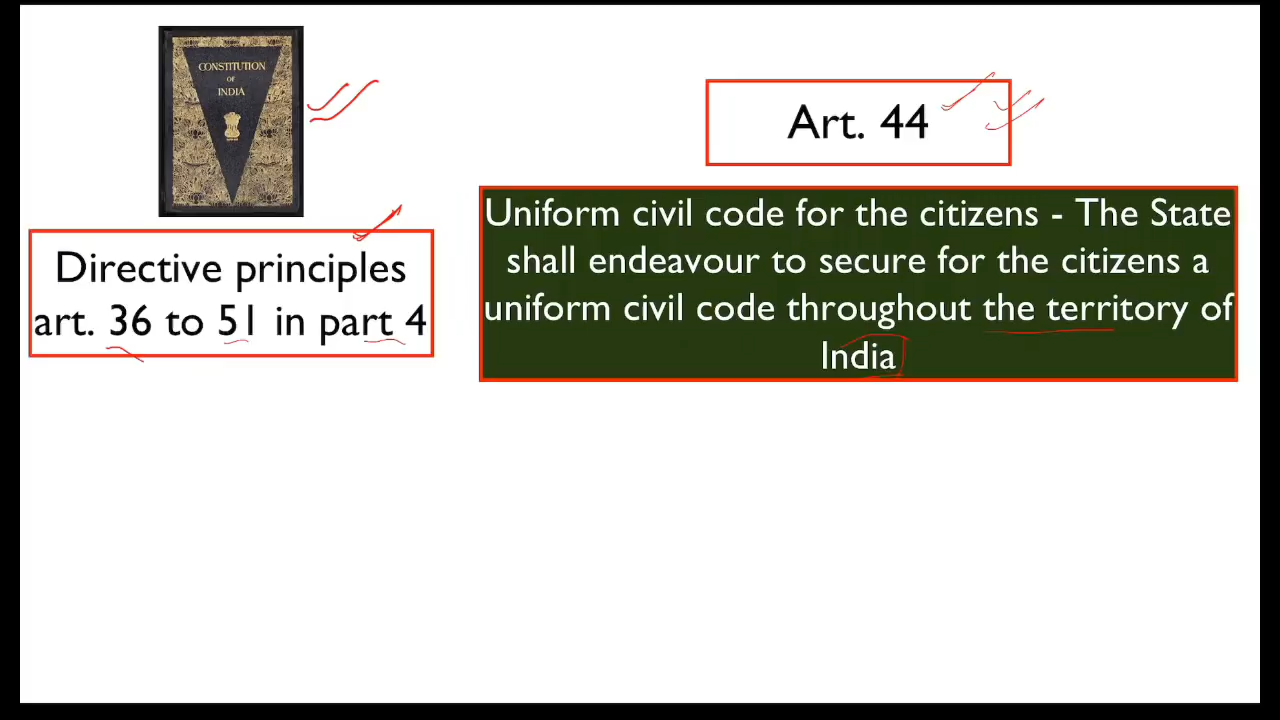 CONSTITUTION
OF
INDIA
Directive principles
art. 36 to 51 in part 4
Art. 44
Uniform civil code for the citizens - The State
shall endeavour to secure for the citizens a
uniform civil code throughout the territory of
India